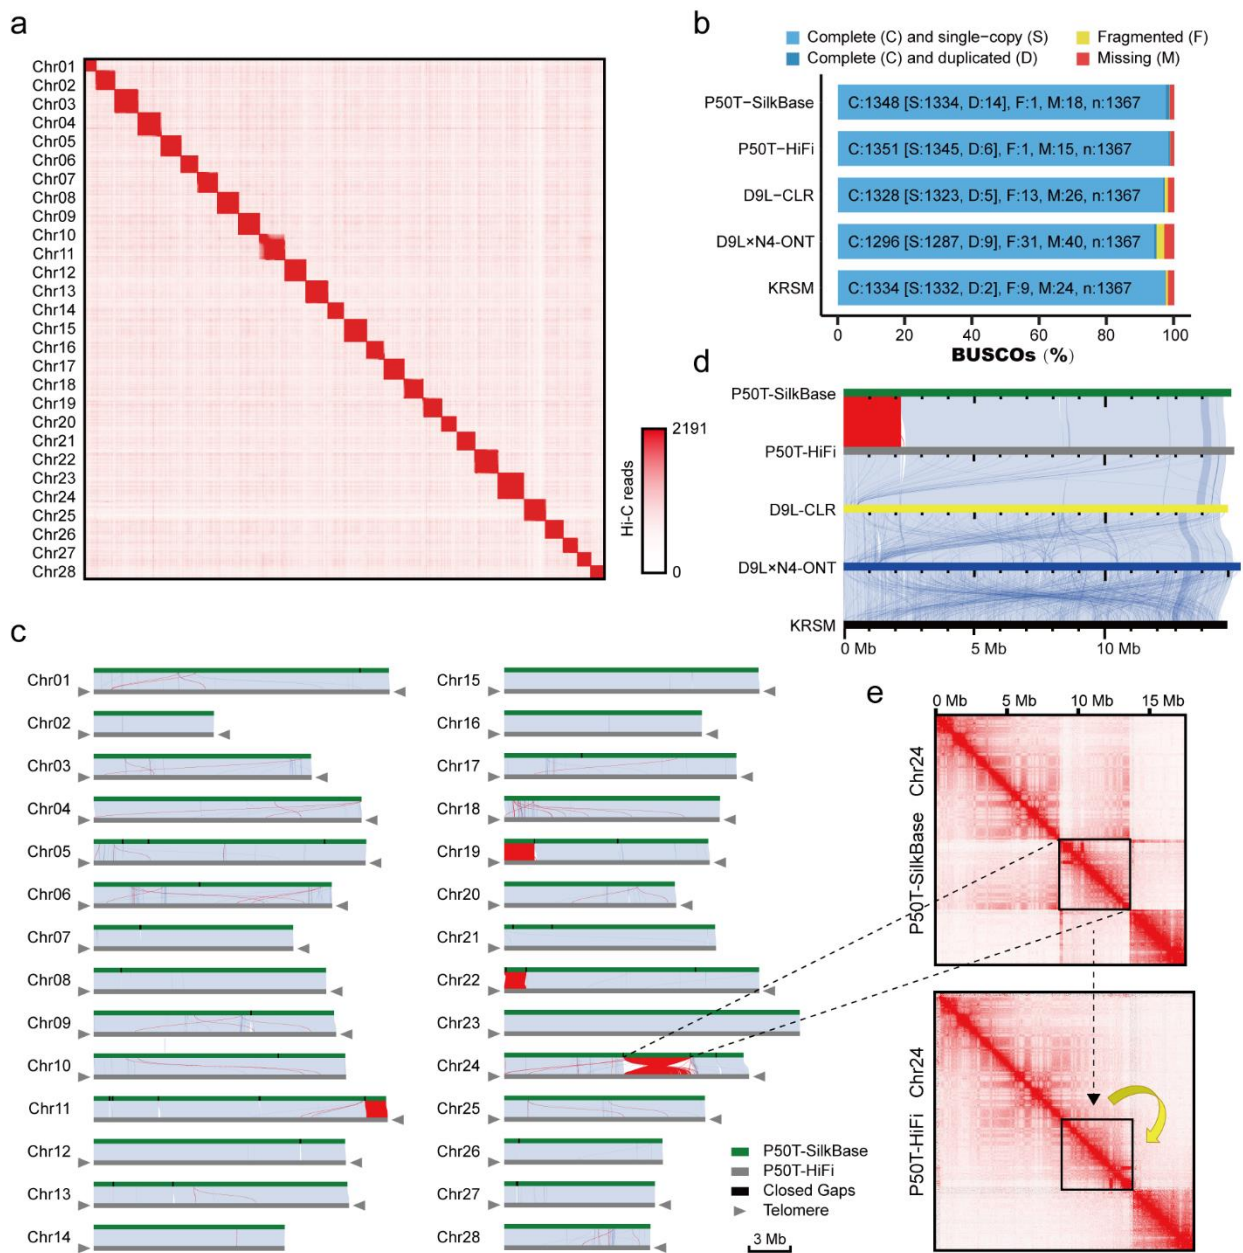 a
Chr01
Chr02
Chr03
Chr04
Chr05
Chr06
Chr07
Chr08
Chr09
Chr10
Chr11
Chr12
Chr13
Chr14
Chr15
Chr16
Chr17
Chr18
Chr19
Chr20
Chr21
Chr22
Chr23
Chr24
Chr25
Chr26
Chr27
Chr28
2191
Hi-C reads
0
b
Complete (C) and single−copy (S)
Complete (C) and duplicated (D)
Fragmented (F)
Missing (M)
P50T−SilkBase
C:1348 [S:1334, D:14], F:1, M:18, n:1367
P50T−HiFi
C:1351 [S:1345, D:6], F:1, M:15, n:1367
D9L−CLR
C:1328 [S:1323, D:5], F:13, M:26, n:1367
D9L×N4-ONT
C:1296 [S:1287, D:9], F:31, M:40, n:1367
KRSM
C:1334 [S:1332, D:2], F:9, M:24, n:1367
0 20 40 60 80 100
BUSCOs (%)
d
P50T-SilkBase
P50T-HiFi
D9L-CLR
D9L×N4-ONT
KRSM
0 Mb 5 Mb 10 Mb
c
Chr01
Chr02
Chr03
Chr04
Chr05
Chr06
Chr07
Chr08
Chr09
Chr10
Chr11
Chr12
Chr13
Chr14
Chr15
Chr16
Chr17
Chr18
Chr19
Chr20
Chr21
Chr22
Chr23
Chr24
Chr25
Chr26
Chr27
Chr28
P50T-SilkBase
P50T-HiFi
Closed Gaps
Telomere
3 Mb
e
0 Mb 5 Mb 10 Mb 15 Mb
Chr24
P50T-SilkBase
Chr24
P50T-HiFi